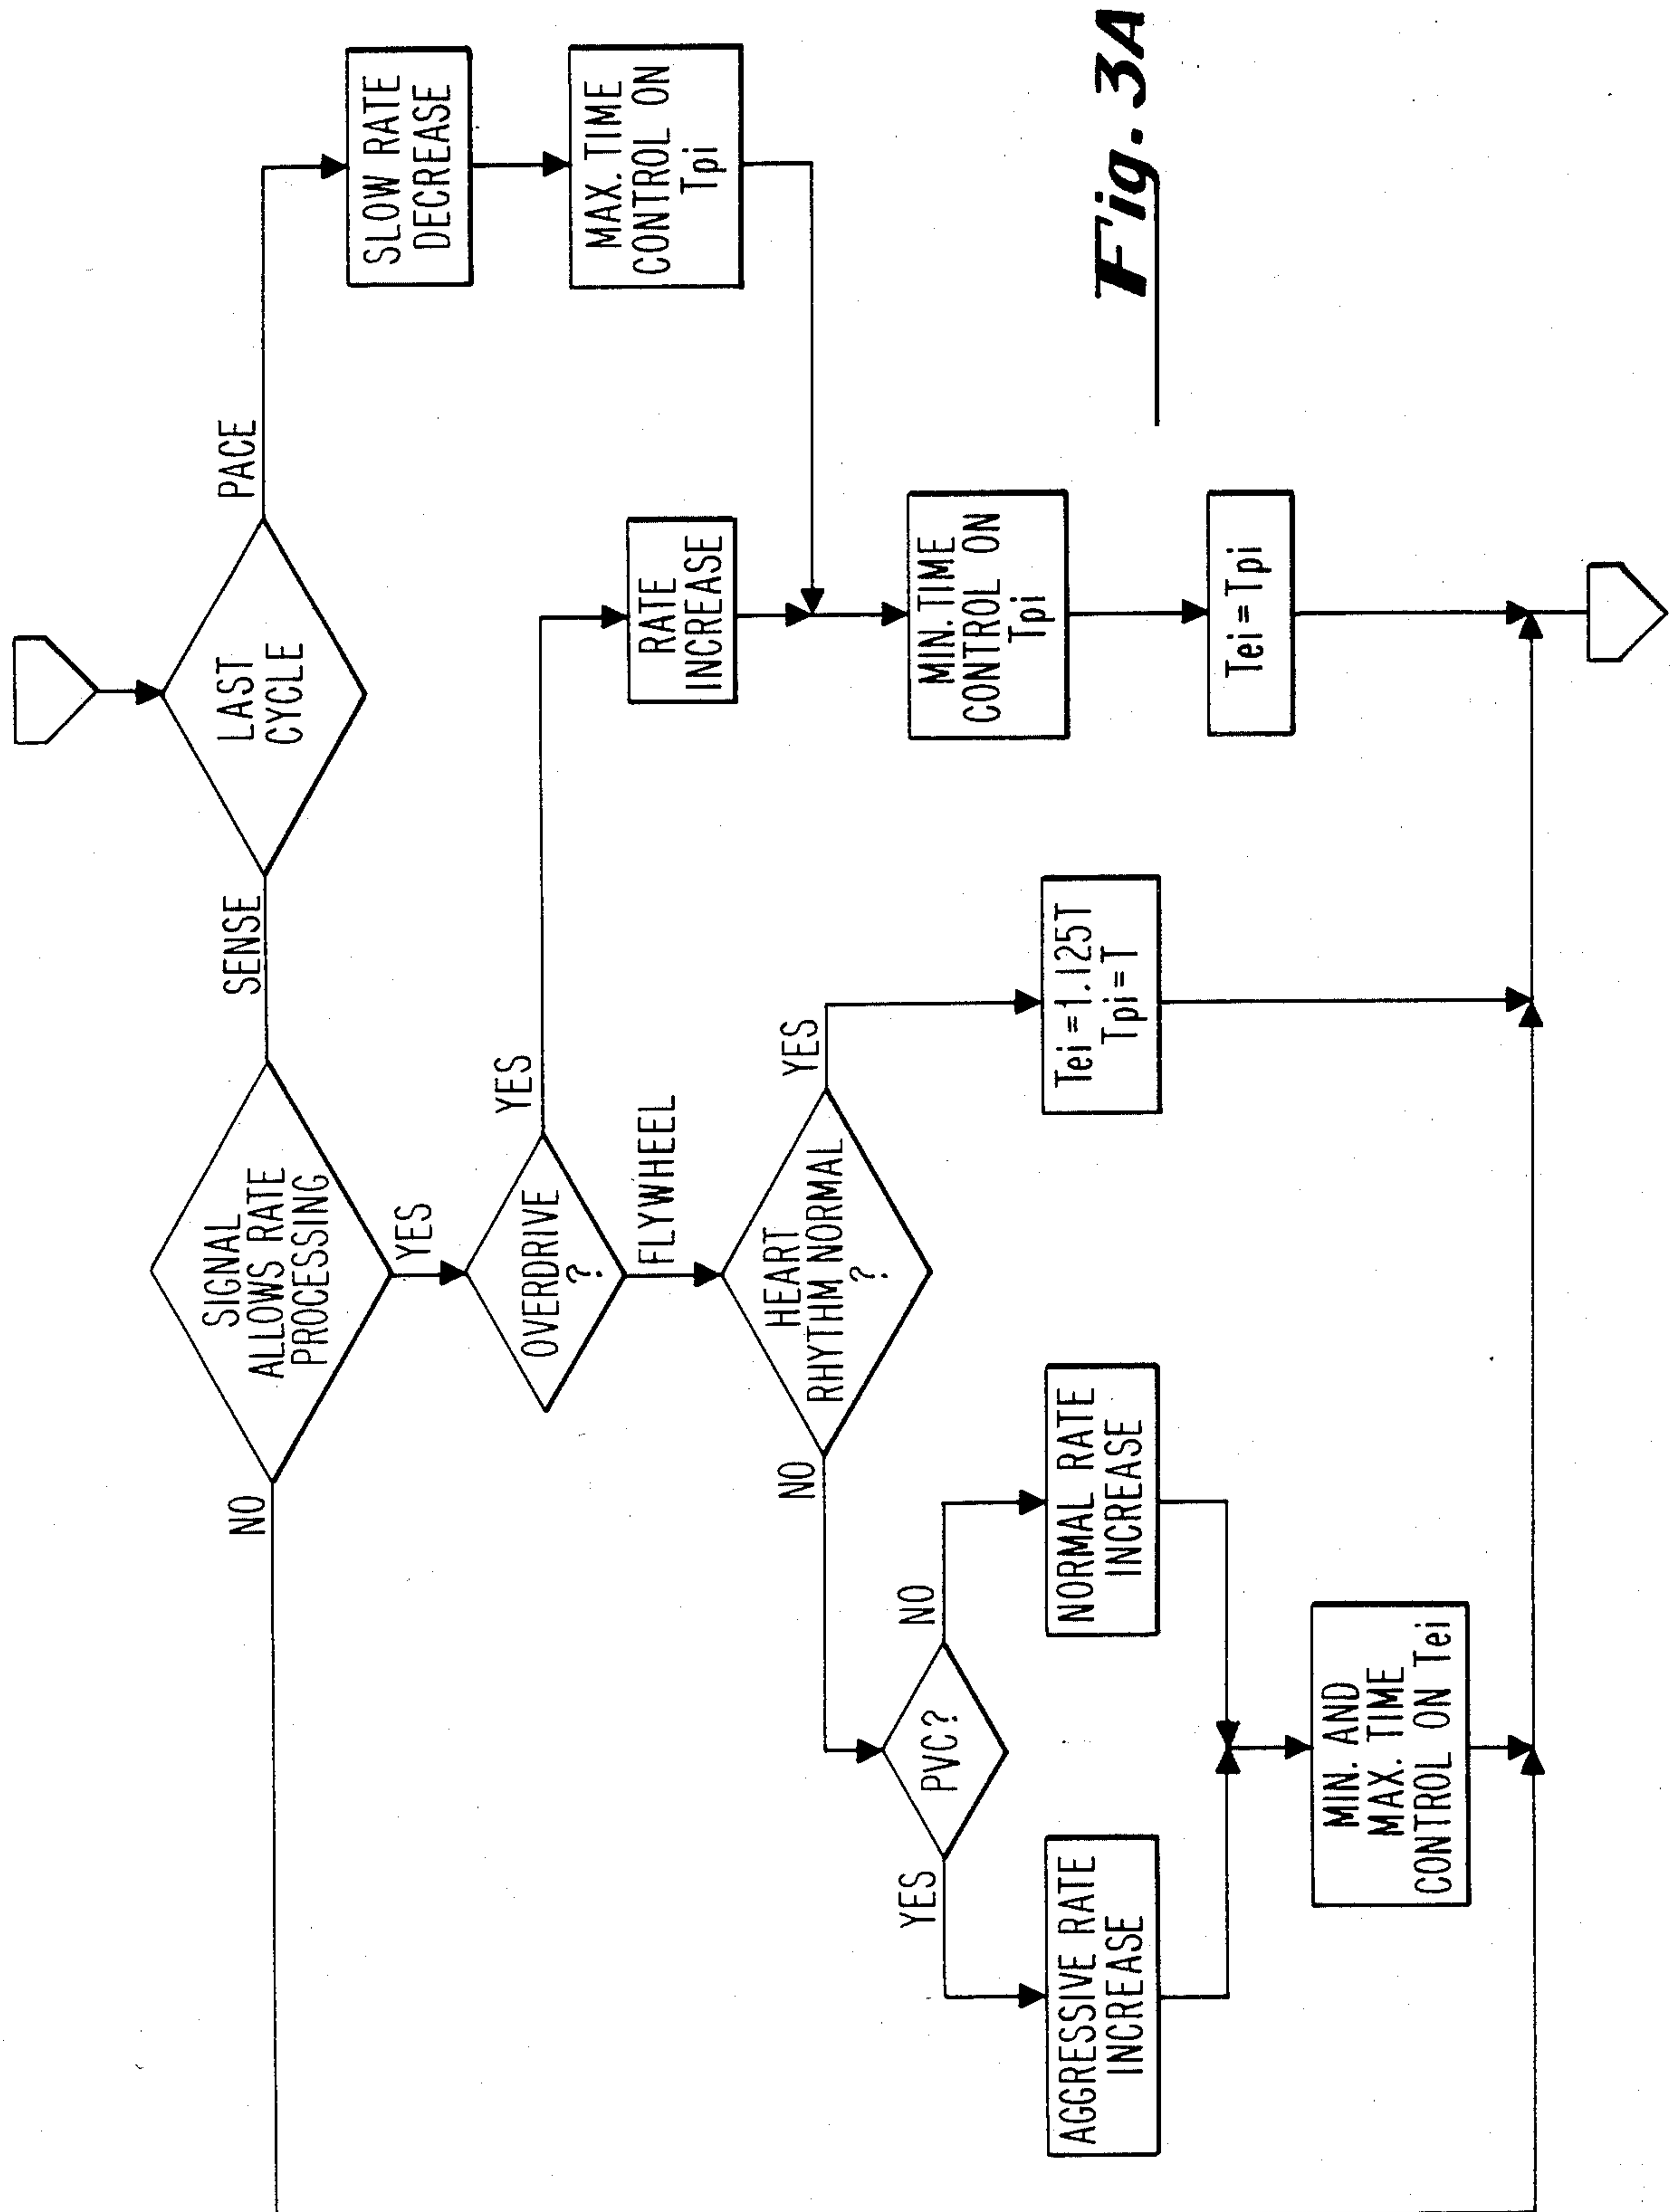 LAST
CYCLE
SENSE
PACE
SIGNAL
ALLOWS RATE
PROCESSING
NO
YES
SLOW RATE
DECREASE
MAX. TIME
CONTROL ON
Tpi
OVERDRIVE
?
YES
FLYWHEEL
RATE
INCREASE
HEART
RHYTHM NORMAL
?
NO
YES
MIN. TIME
CONTROL ON
Tpi
PVC?
YES
NO
AGGRESSIVE RATE
INCREASE
NORMAL RATE
INCREASE
Tei = 1.125T
Tpi = T
Tei = Tpi
MIN. AND
MAX. TIME
CONTROL ON Tei
Fig. 3A